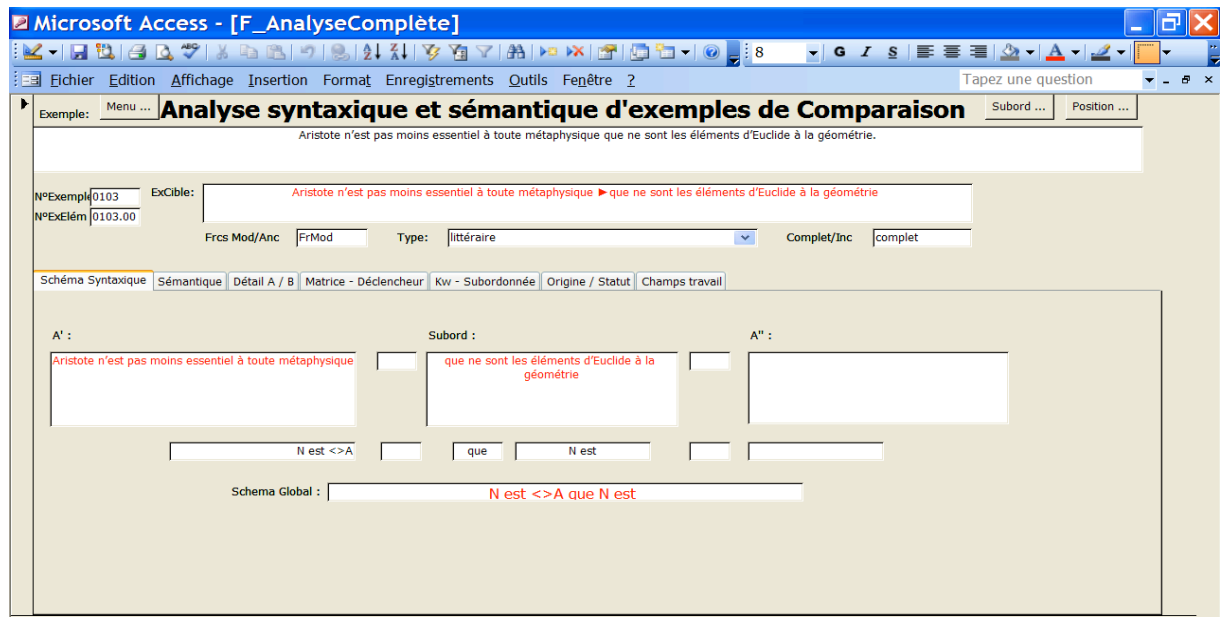 Microsoft Access - [F_AnalyseComplète]
8 G I S
Fichier Edition Affichage Insertion Format Enregistrements Outils Fenêtre ? Tapez une question
Exemple: Menu ... Analyse syntaxique et sémantique d'exemples de Comparaison Subord ... Position ...
Aristote n’est pas moins essentiel à toute métaphysique que ne sont les éléments d’Euclide à la géométrie.
N°Exemple 0103 ExCible: Aristote n’est pas moins essentiel à toute métaphysique ►que ne sont les éléments d’Euclide à la géométrie
N°ExElém 0103.00
Frcs Mod/Anc FrMod Type: littéraire Complet/Inc complet
Schéma Syntaxique Sémantique Détail A / B Matrice - Déclencheur Kw - Subordonnée Origine / Statut Champs travail
A' : Subord : A" :
Aristote n’est pas moins essentiel à toute métaphysique que ne sont les éléments d’Euclide à la
géométrie
N est <>A que N est
Schema Global : N est <>A que N est